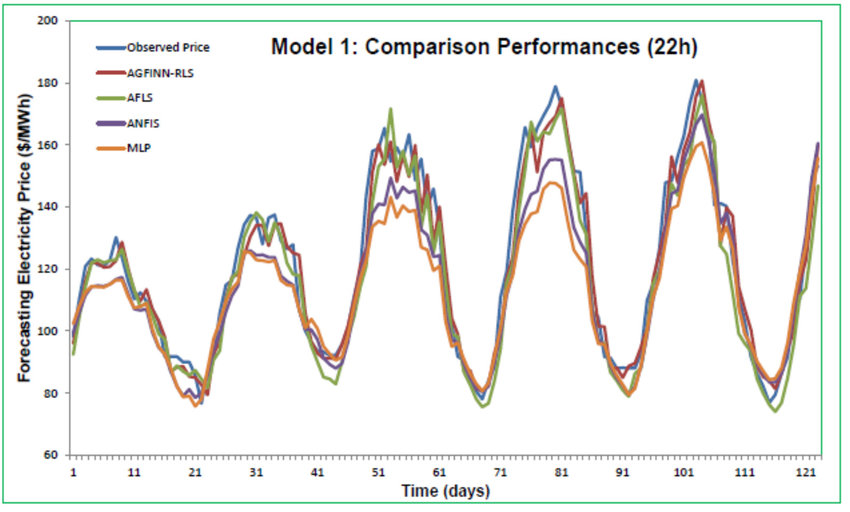 Model 1: Comparison Performances (22h)
Observed Price
AGFINN-RLS
AFLS
ANFIS
MLP
Forecasting Electricity Price ($/MWh)
200
180
160
140
120
100
80
60
1 11 21 31 41 51 61 71 81 91 101 111 121
Time (days)